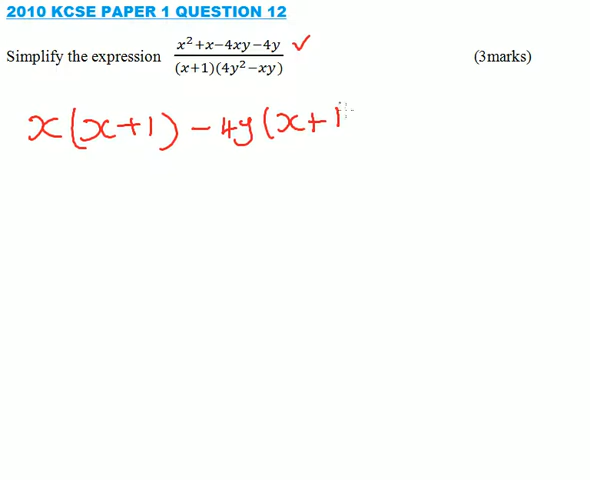 2010 KCSE PAPER 1 QUESTION 12
Simplify the expression (x²+x−4xy−4y)/((x+1)(4y²−xy)) ✓ (3marks)
x(x+1) − 4y(x+1